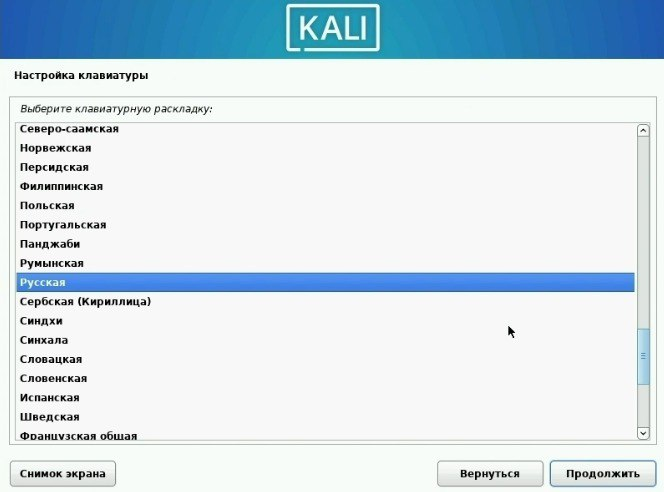 KALI
Настройка клавиатуры
Выберите клавиатурную раскладку:
Северо-саамская
Норвежская
Персидская
Филиппинская
Польская
Португальская
Панджаби
Румынская
Русская
Сербская (Кириллица)
Синдхи
Синхала
Словацкая
Словенская
Испанская
Шведская
Французская общая
Снимок экрана
Вернуться
Продолжить